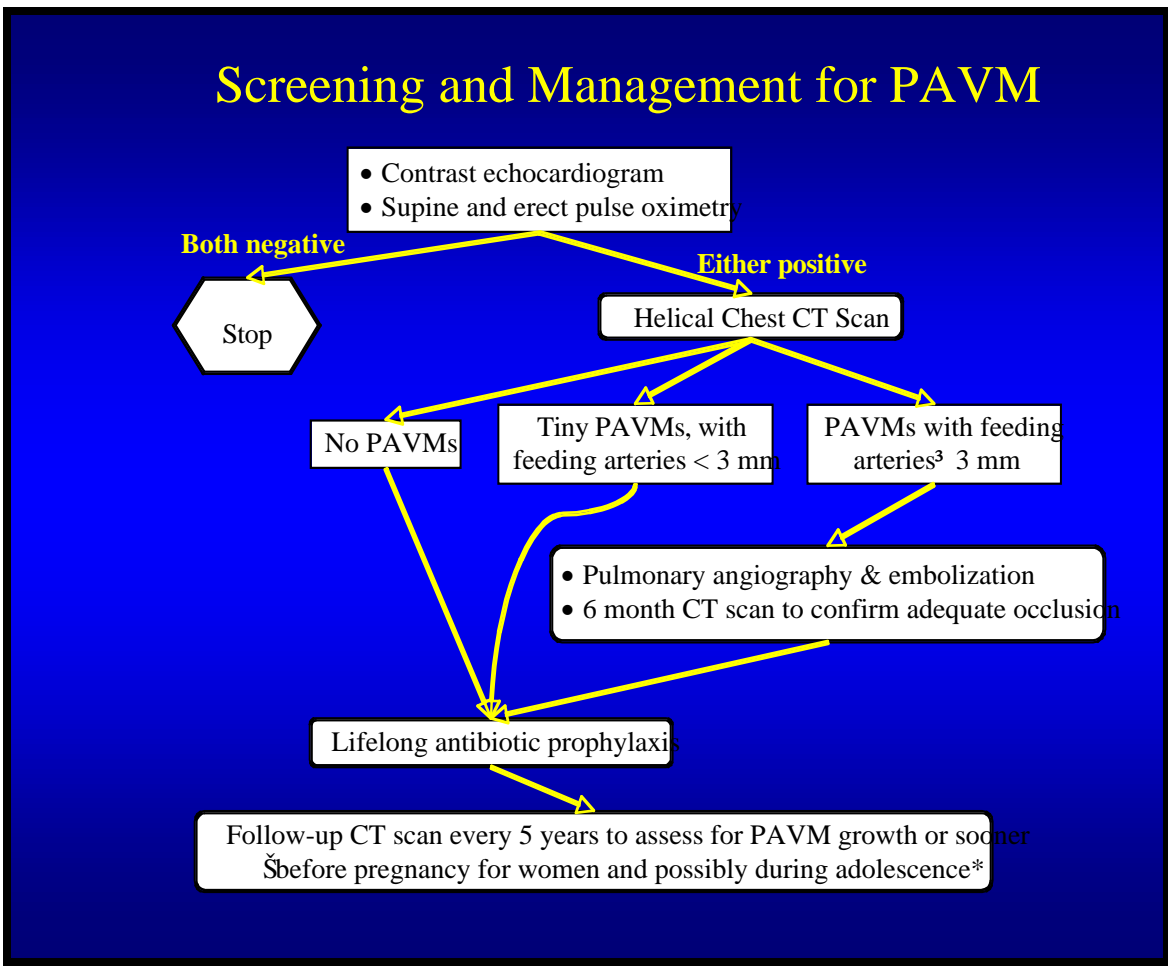 Screening and Management for PAVM
• Contrast echocardiogram
• Supine and erect pulse oximetry
Both negative
Either positive
Stop
Helical Chest CT Scan
No PAVMs
Tiny PAVMs, with
feeding arteries < 3 mm
PAVMs with feeding
arteries³ 3 mm
• Pulmonary angiography & embolization
• 6 month CT scan to confirm adequate occlusion
Lifelong antibiotic prophylaxis
Follow-up CT scan every 5 years to assess for PAVM growth or sooner
Šbefore pregnancy for women and possibly during adolescence*